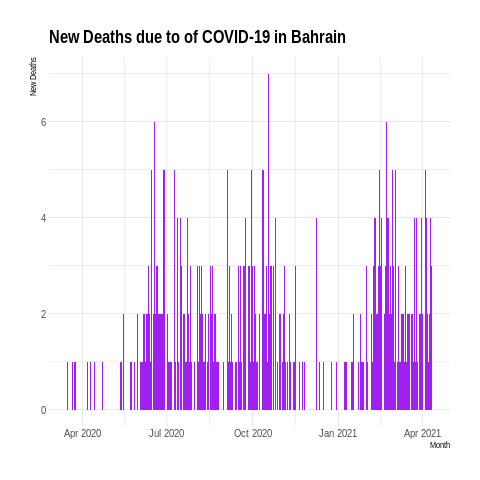 New Deaths due to of COVID-19 in Bahrain
New Deaths
6
4
2
0
Apr 2020 Jul 2020 Oct 2020 Jan 2021 Apr 2021
Month